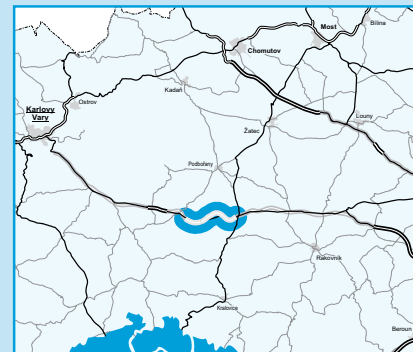 Most
Bílina
Chomutov
Kadaň
Ostrov
Karlovy
Vary
Louny
Žatec
Podbořany
Rakovník
Kralovice
Beroun